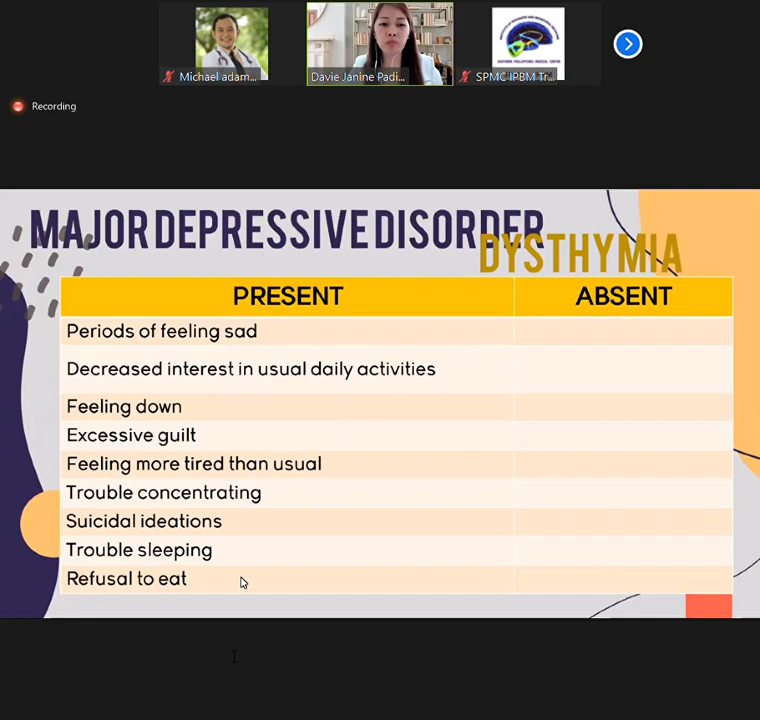 Michael adam...
Davie Janine Padi...
SPMC IPBM Tr...
Recording
MAJOR DEPRESSIVE DISORDER
DYSTHYMIA
PRESENT ABSENT
Periods of feeling sad
Decreased interest in usual daily activities
Feeling down
Excessive guilt
Feeling more tired than usual
Trouble concentrating
Suicidal ideations
Trouble sleeping
Refusal to eat